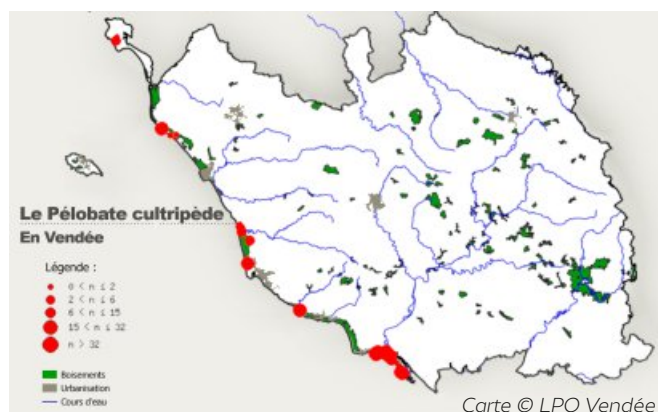 Le Pélobate cultripède
En Vendée
Légende :
0 < n ≤ 2
2 < n ≤ 6
6 < n ≤ 15
15 < n ≤ 32
n > 32
Boisements
Urbanisation
Cours d'eau
Carte © LPO Vendée